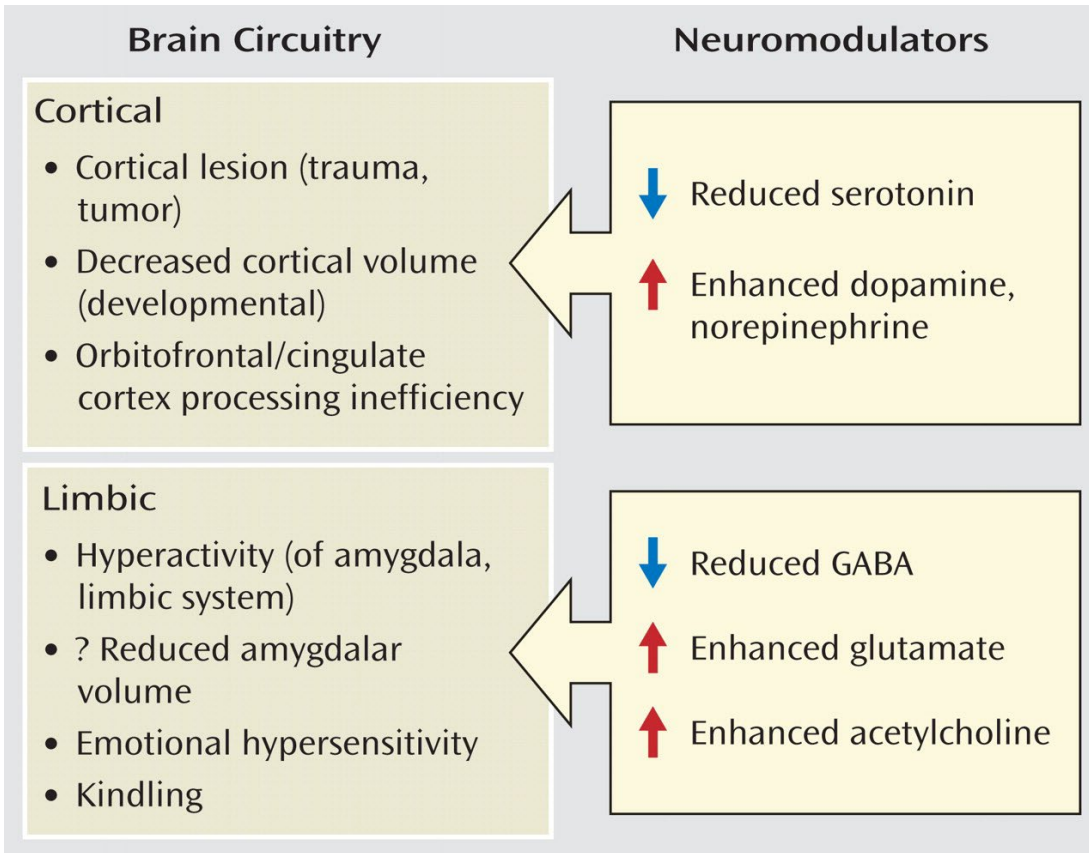 Brain Circuitry
Cortical
• Cortical lesion (trauma,
tumor)
• Decreased cortical volume
(developmental)
• Orbitofrontal/cingulate
cortex processing inefficiency
Limbic
• Hyperactivity (of amygdala,
limbic system)
• ? Reduced amygdalar
volume
• Emotional hypersensitivity
• Kindling
Neuromodulators
Reduced serotonin
Enhanced dopamine,
norepinephrine
Reduced GABA
Enhanced glutamate
Enhanced acetylcholine